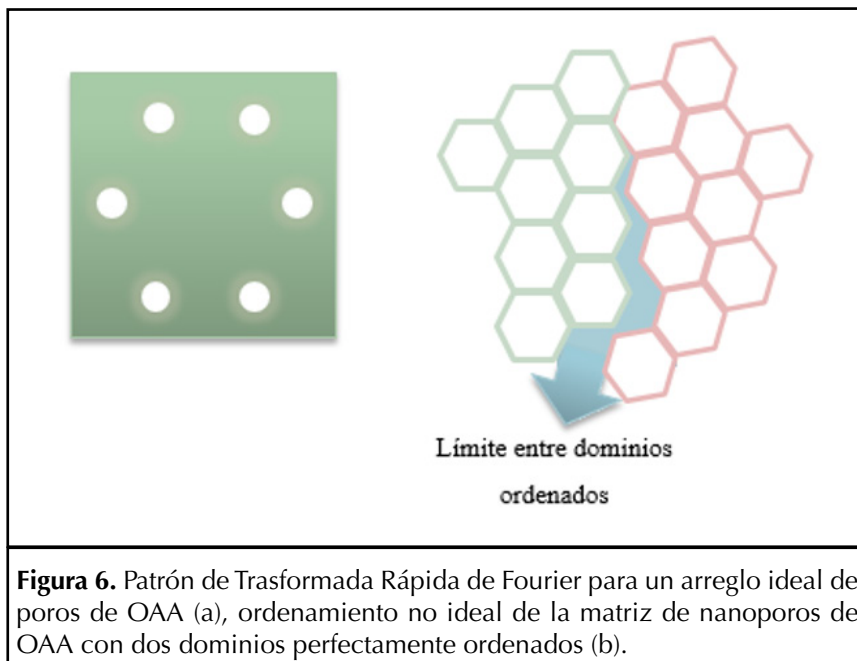 Límite entre dominios
ordenados
Figura 6. Patrón de Trasformada Rápida de Fourier para un arreglo ideal de
poros de OAA (a), ordenamiento no ideal de la matriz de nanoporos de
OAA con dos dominios perfectamente ordenados (b).